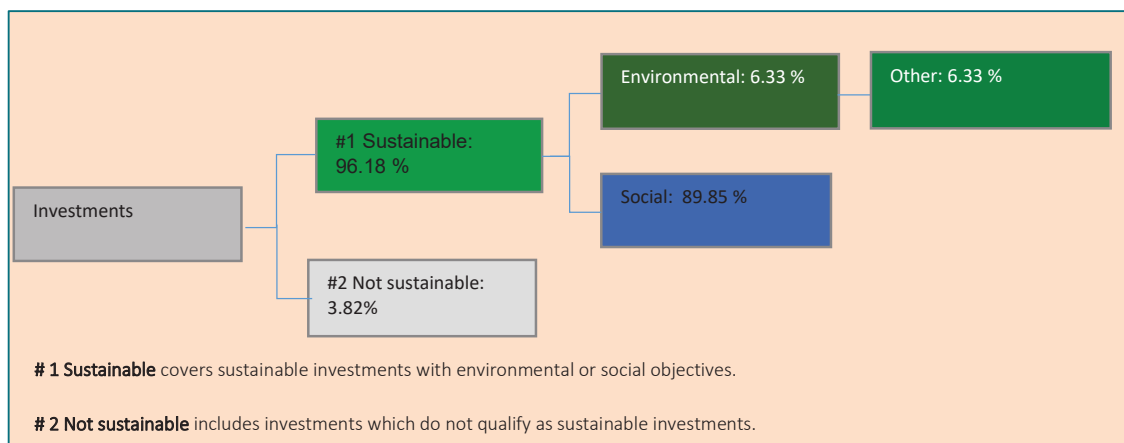 Environmental: 6.33 %
Other: 6.33 %
#1 Sustainable:
96.18 %
Social:  89.85 %
Investments
#2 Not sustainable:
3.82%
# 1 Sustainable covers sustainable investments with environmental or social objectives.
# 2 Not sustainable includes investments which do not qualify as sustainable investments.